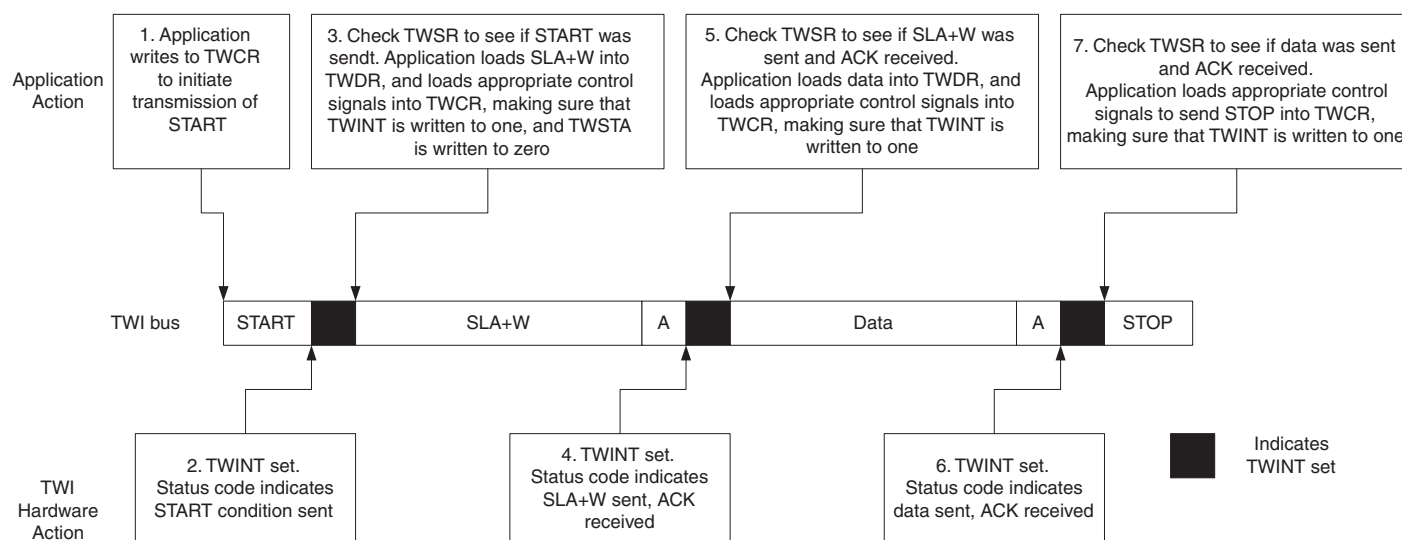 Application
Action
1. Application
writes to TWCR
to initiate
transmission of
START
3. Check TWSR to see if START was
sendt. Application loads SLA+W into
TWDR, and loads appropriate control
signals into TWCR, making sure that
TWINT is written to one, and TWSTA
is written to zero
5. Check TWSR to see if SLA+W was
sent and ACK received.
Application loads data into TWDR, and
loads appropriate control signals into
TWCR, making sure that TWINT is
written to one
7. Check TWSR to see if data was sent
and ACK received.
Application loads appropriate control
signals to send STOP into TWCR,
making sure that TWINT is written to one
TWI bus
START
SLA+W
A
Data
A
STOP
TWI
Hardware
Action
2. TWINT set.
Status code indicates
START condition sent
4. TWINT set.
Status code indicates
SLA+W sent, ACK
received
6. TWINT set.
Status code indicates
data sent, ACK received
Indicates
TWINT set